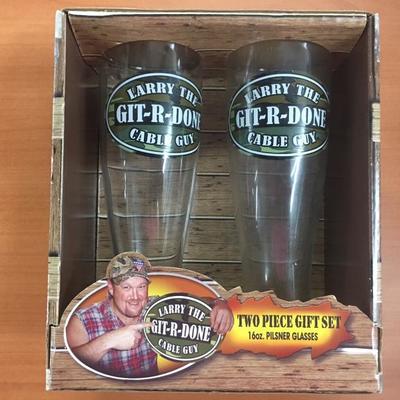 LARRY THE
GIT-R-DONE
CABLE GUY
LARRY THE
GIT-R-DONE
CABLE GUY
LARRY THE
GIT-R-DONE
CABLE GUY
TWO PIECE GIFT SET
16oz. PILSNER GLASSES